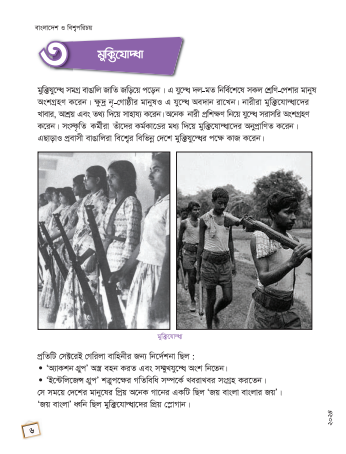 বাংলাদেশ ও বিশ্বপরিচয়
৩ মুক্তিযোদ্ধা
মুক্তিযুদ্ধে সমগ্র বাঙালি জাতি জড়িয়ে পড়েন । এ যুদ্ধে দল-মত নির্বিশেষে সকল শ্রেণি-পেশার মানুষ
অংশগ্রহণ করেন । ক্ষুদ্র নৃ-গোষ্ঠীর মানুষও এ যুদ্ধে অবদান রাখেন। নারীরা মুক্তিযোদ্ধাদের
খাবার, আশ্রয় এবং তথ্য দিয়ে সাহায্য করেন।অনেক নারী প্রশিক্ষণ নিয়ে যুদ্ধে সরাসরি অংশগ্রহণ
করেন । সংস্কৃতি কর্মীরা তাঁদের কর্মকাণ্ডের মধ্য দিয়ে মুক্তিযোদ্ধাদের অনুপ্রাণিত করেন ।
এছাড়াও প্রবাসী বাঙালিরা বিশ্বের বিভিন্ন দেশে মুক্তিযুদ্ধের পক্ষে কাজ করেন।
মুক্তিযোদ্ধা
প্রতিটি সেক্টরেই গেরিলা বাহিনীর জন্য নির্দেশনা ছিল :
• 'অ্যাকশন গ্রুপ' অস্ত্র বহন করত এবং সম্মুখযুদ্ধে অংশ নিতেন।
• 'ইন্টেলিজেন্স গ্রুপ' শত্রুপক্ষের গতিবিধি সম্পর্কে খবরাখবর সংগ্রহ করতেন।
সে সময়ে দেশের মানুষের প্রিয় অনেক গানের একটি ছিল 'জয় বাংলা বাংলার জয়'।
'জয় বাংলা' ধ্বনি ছিল মুক্তিযোদ্ধাদের প্রিয় স্লোগান।
৬
২০২৪